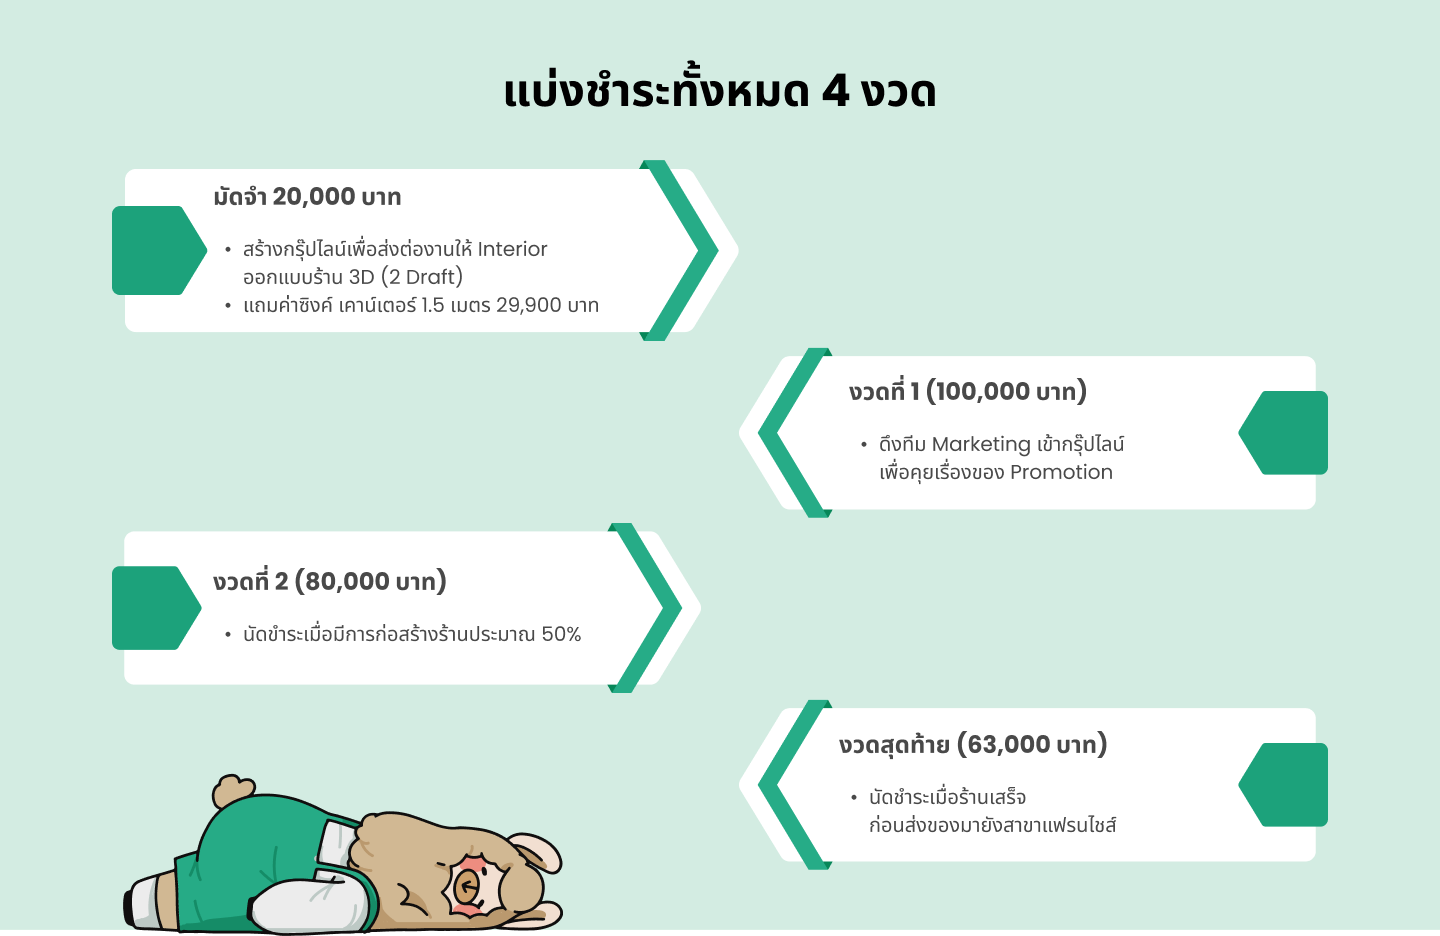 แบ่งชำระทั้งหมด 4 งวด
มัดจำ 20,000 บาท
• สร้างกรุ๊ปไลน์เพื่อส่งต่องานให้ Interior
ออกแบบร้าน 3D (2 Draft)
• แถมค่าซิงค์ เคาน์เตอร์ 1.5 เมตร 29,900 บาท
งวดที่ 1 (100,000 บาท)
• ดึงทีม Marketing เข้ากรุ๊ปไลน์
เพื่อคุยเรื่องของ Promotion
งวดที่ 2 (80,000 บาท)
• นัดขำระเมื่อมีการก่อสร้างร้านประมาณ 50%
งวดสุดท้าย (63,000 บาท)
• นัดชำระเมื่อร้านเสร็จ
ก่อนส่งของมายังสาขาแฟรนไชส์